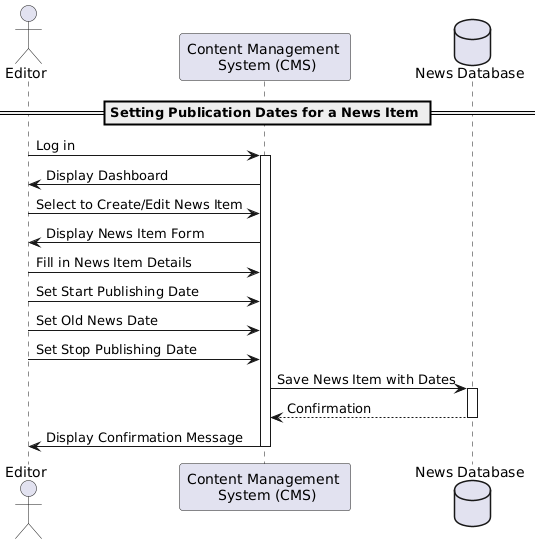 Editor
Content Management
System (CMS)
News Database
Setting Publication Dates for a News Item
Log in
Display Dashboard
Select to Create/Edit News Item
Display News Item Form
Fill in News Item Details
Set Start Publishing Date
Set Old News Date
Set Stop Publishing Date
Save News Item with Dates
Confirmation
Display Confirmation Message
Editor
Content Management
System (CMS)
News Database